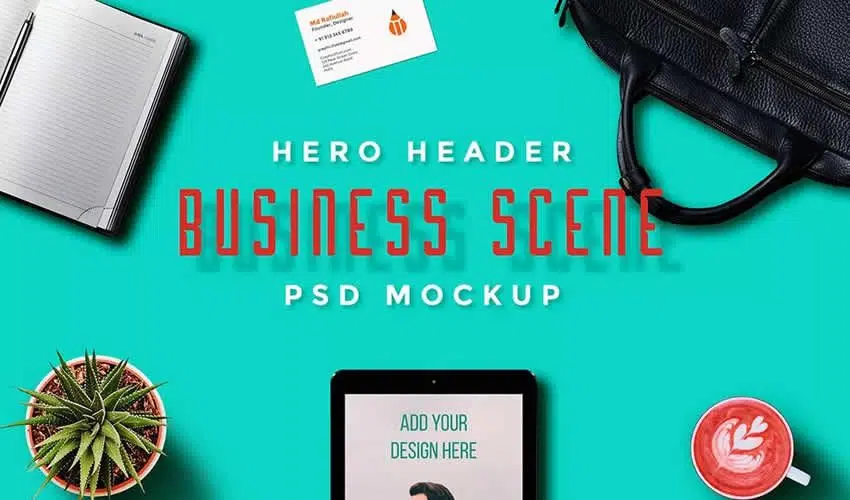 Md Rafiullah
Founder, Designer
HERO HEADER
BUSINESS SCENE
PSD MOCKUP
ADD YOUR
DESIGN HERE